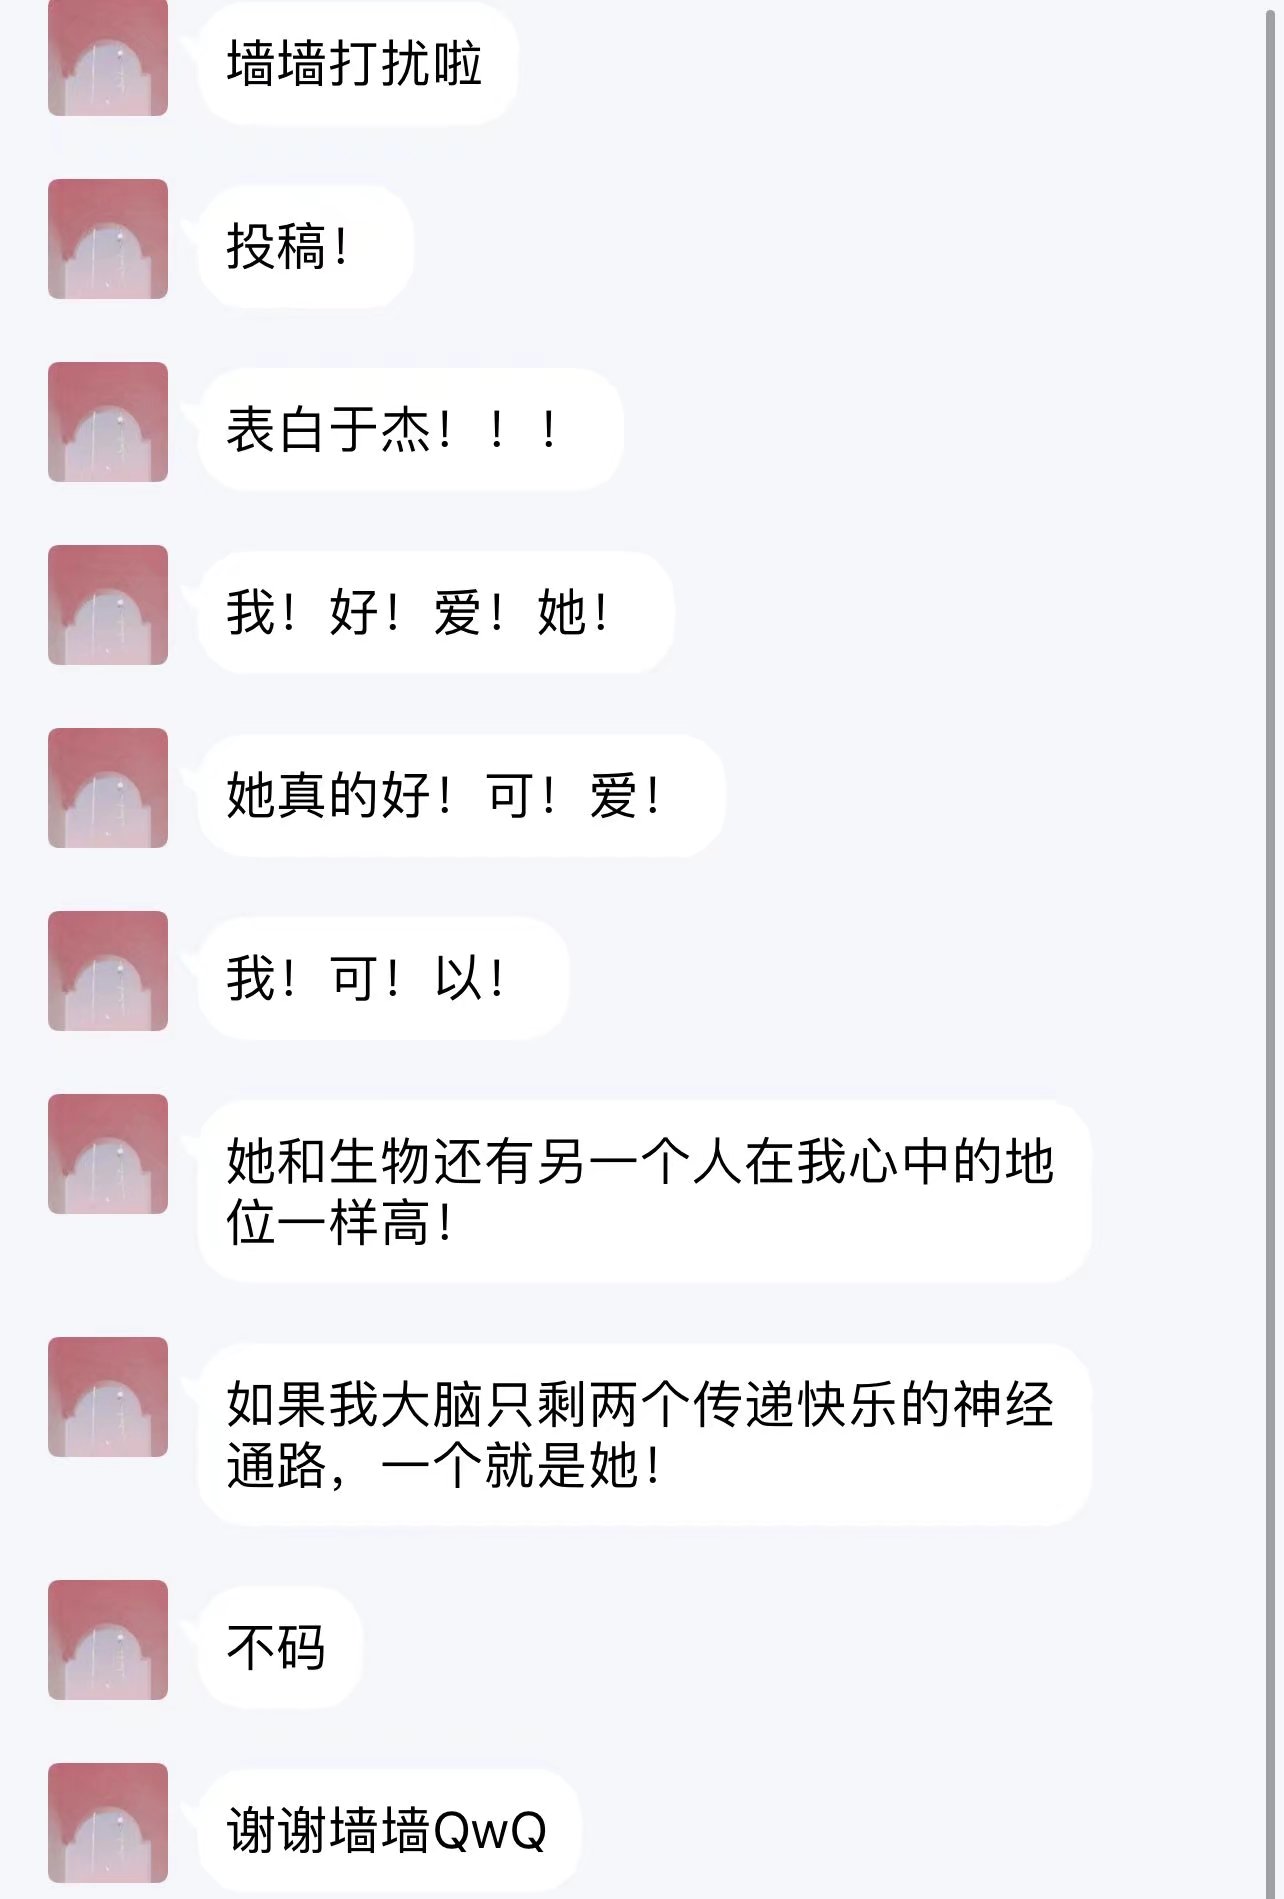 墙墙打扰啦
投稿！
表白于杰！！！
我！好！爱！她！
她真的好！可！爱！
我！可！以！
她和生物还有另一个人在我心中的地
位一样高！
如果我大脑只剩两个传递快乐的神经
通路，一个就是她！
不码
谢谢墙墙QwQ